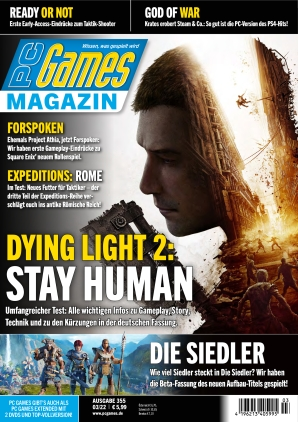 READY OR NOT
Erste Early-Access-Eindrücke zum Taktik-Shooter
GOD OF WAR
Kratos erobert Steam & Co.: So gut ist die PC-Version des PS4-Hits!
Wissen, was gespielt wird
PC Games
MAGAZIN
FORSPOKEN
Ehemals Project Athia, jetzt Forspoken:
Wir haben erste Gameplay-Eindrücke zu
Square Enix' neuem Rollenspiel.
EXPEDITIONS: ROME
Im Test: Neues Futter für Taktiker – der
dritte Teil der Expeditions-Reihe ver-
schlägt euch ins antike Römische Reich!
DYING LIGHT 2:
STAY HUMAN
Umfangreicher Test: Alle wichtigen Infos zu Gameplay, Story,
Technik und zu den Kürzungen in der deutschen Fassung.
DIE SIEDLER
Wie viel Siedler steckt in Die Siedler? Wir haben
die Beta-Fassung des neuen Aufbau-Titels gespielt!
PC GAMES GIBT'S AUCH ALS
PC GAMES EXTENDED MIT
2 DVDS UND TOP-VOLLVERSION!
AUSGABE 355
03/22 | € 5,99
www.pcgames.de
03
4 196213 405993